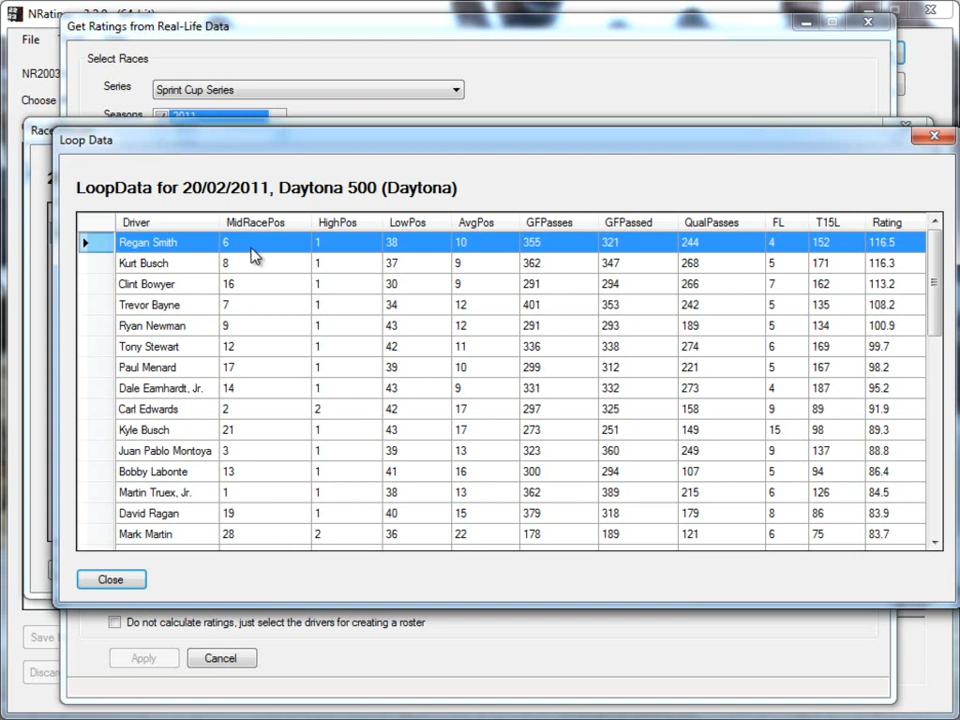 NRatin
Get Ratings from Real-Life Data
File
Select Races
NR2003
Series
Sprint Cup Series
Choose
Seasons
2011
Race
Loop Data
LoopData for 20/02/2011, Daytona 500 (Daytona)
Driver MidRacePos HighPos LowPos AvgPos GFPasses GFPassed QualPasses FL T15L Rating
Regan Smith 6 1 38 10 355 321 244 4 152 116.5
Kurt Busch 8 1 37 9 362 347 268 5 171 116.3
Clint Bowyer 16 1 30 9 291 294 266 7 162 113.2
Trevor Bayne 7 1 34 12 401 353 242 5 135 108.2
Ryan Newman 9 1 43 12 291 293 189 5 134 100.9
Tony Stewart 12 1 42 11 336 338 274 6 169 99.7
Paul Menard 17 1 39 10 299 312 221 5 167 98.2
Dale Earnhardt, Jr. 14 1 43 9 331 332 273 4 187 95.2
Carl Edwards 2 2 42 17 297 325 158 9 89 91.9
Kyle Busch 21 1 43 17 273 251 149 15 98 89.3
Juan Pablo Montoya 3 1 39 13 323 360 249 9 137 88.8
Bobby Labonte 13 1 41 16 300 294 107 5 94 86.4
Martin Truex, Jr. 1 1 38 13 362 389 215 6 126 84.5
David Ragan 19 1 40 15 379 318 179 8 86 83.9
Mark Martin 28 2 36 22 178 189 121 6 75 83.7
Close
Do not calculate ratings, just select the drivers for creating a roster
Save
Apply
Cancel
Discar